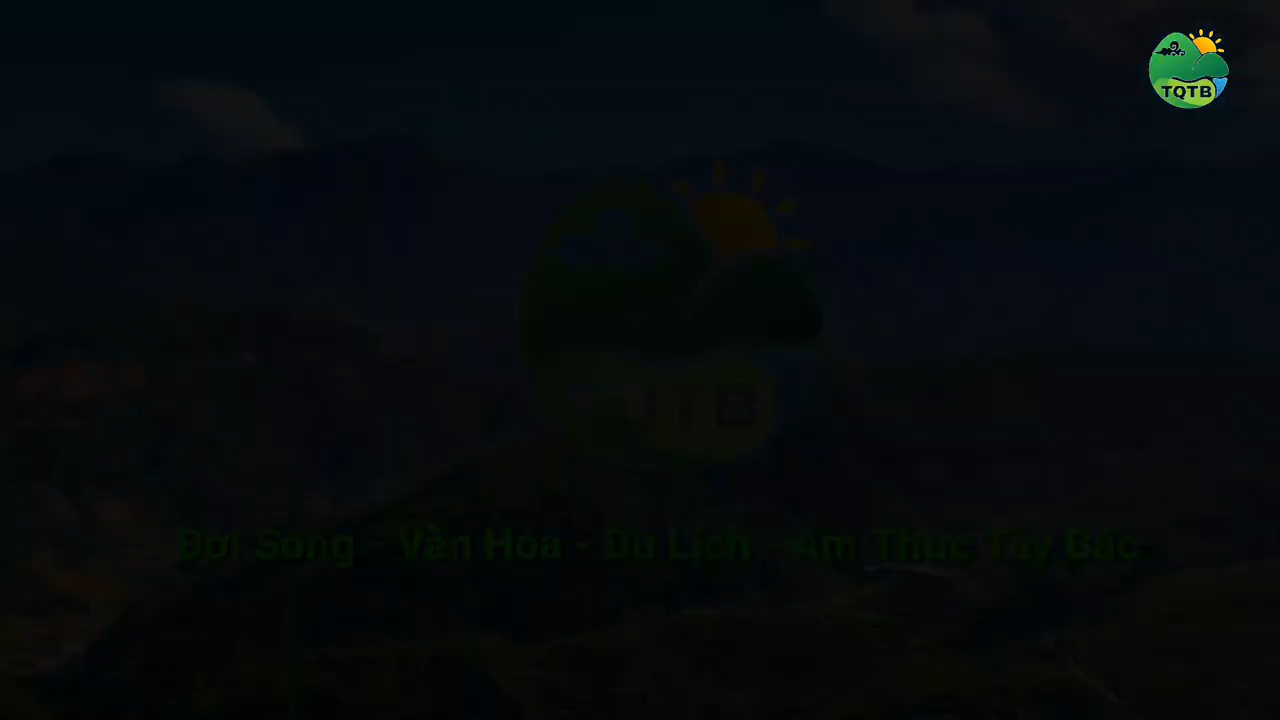 TQTB
TQTB
Đời Sống - Văn Hóa - Du Lịch - Ẩm Thực Tây Bắc